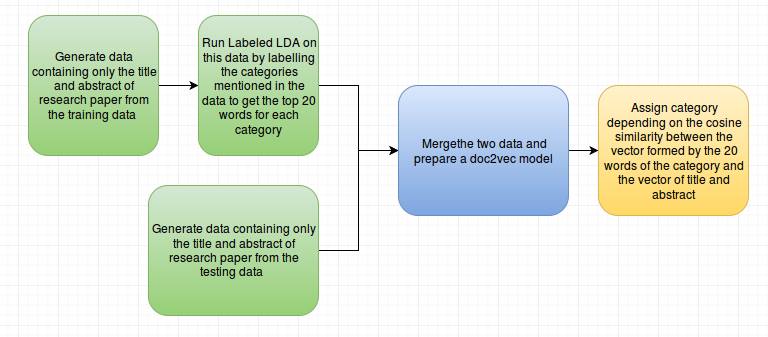 Generate data
containing only the title
and abstract of
research paper from
the training data
Run Labeled LDA on
this data by labelling
the categories
mentioned in the
data to get the top 20
words for each
category
Generate data containing only
the title and abstract of
research paper from the
testing data
Mergethe two data and
prepare a doc2vec model
Assign category
depending on the cosine
similarity between the
vector formed by the 20
words of the category and
the vector of title and
abstract